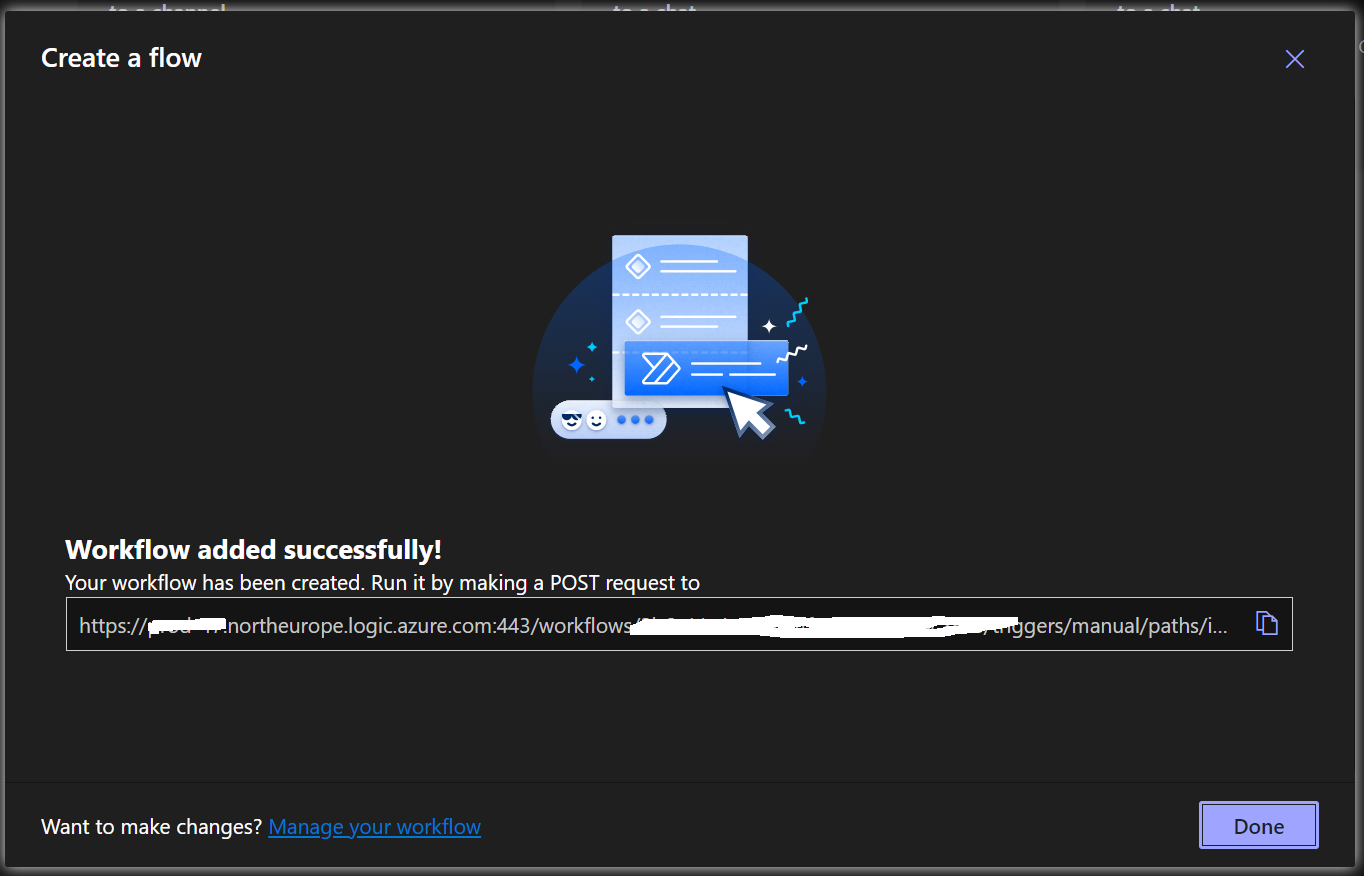 to a channel to a chat to a chat
Create a flow
Workflow added successfully!
Your workflow has been created. Run it by making a POST request to
https:// .northeurope.logic.azure.com:443/workflows/ /triggers/manual/paths/i...
Want to make changes? Manage your workflow
Done